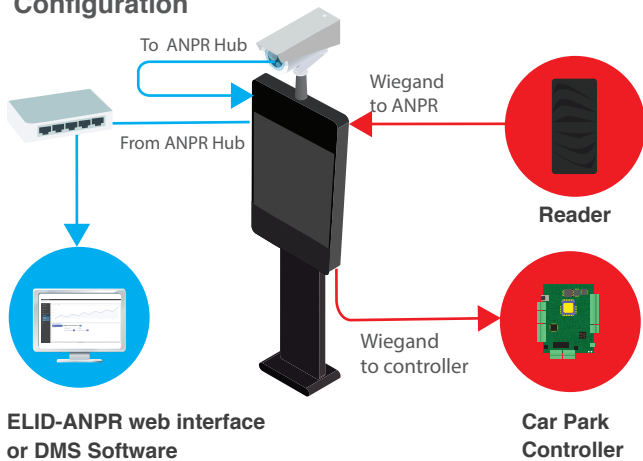 Configuration
To ANPR Hub
Wiegand
to ANPR
From ANPR Hub
Reader
Wiegand
to controller
ELID-ANPR web interface
or DMS Software
Car Park
Controller